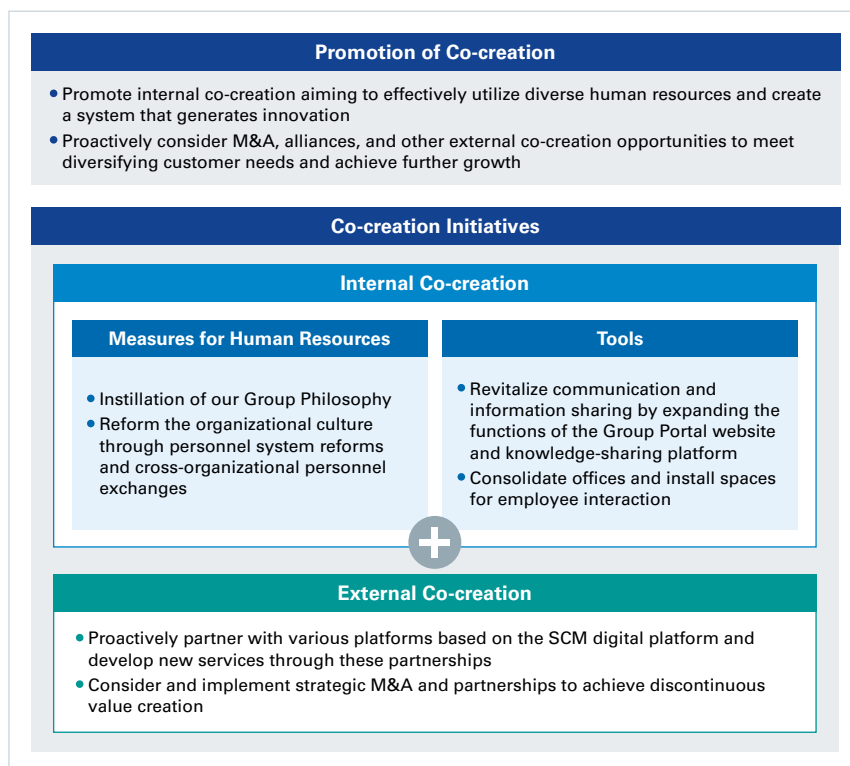 Promotion of Co-creation
• Promote internal co-creation aiming to effectively utilize diverse human resources and create
a system that generates innovation
• Proactively consider M&A, alliances, and other external co-creation opportunities to meet
diversifying customer needs and achieve further growth
Co-creation Initiatives
Internal Co-creation
Measures for Human Resources
• Instillation of our Group Philosophy
• Reform the organizational culture
through personnel system reforms
and cross-organizational personnel
exchanges
Tools
• Revitalize communication and
information sharing by expanding the
functions of the Group Portal website
and knowledge-sharing platform
• Consolidate offices and install spaces
for employee interaction
+
External Co-creation
• Proactively partner with various platforms based on the SCM digital platform and
develop new services through these partnerships
• Consider and implement strategic M&A and partnerships to achieve discontinuous
value creation